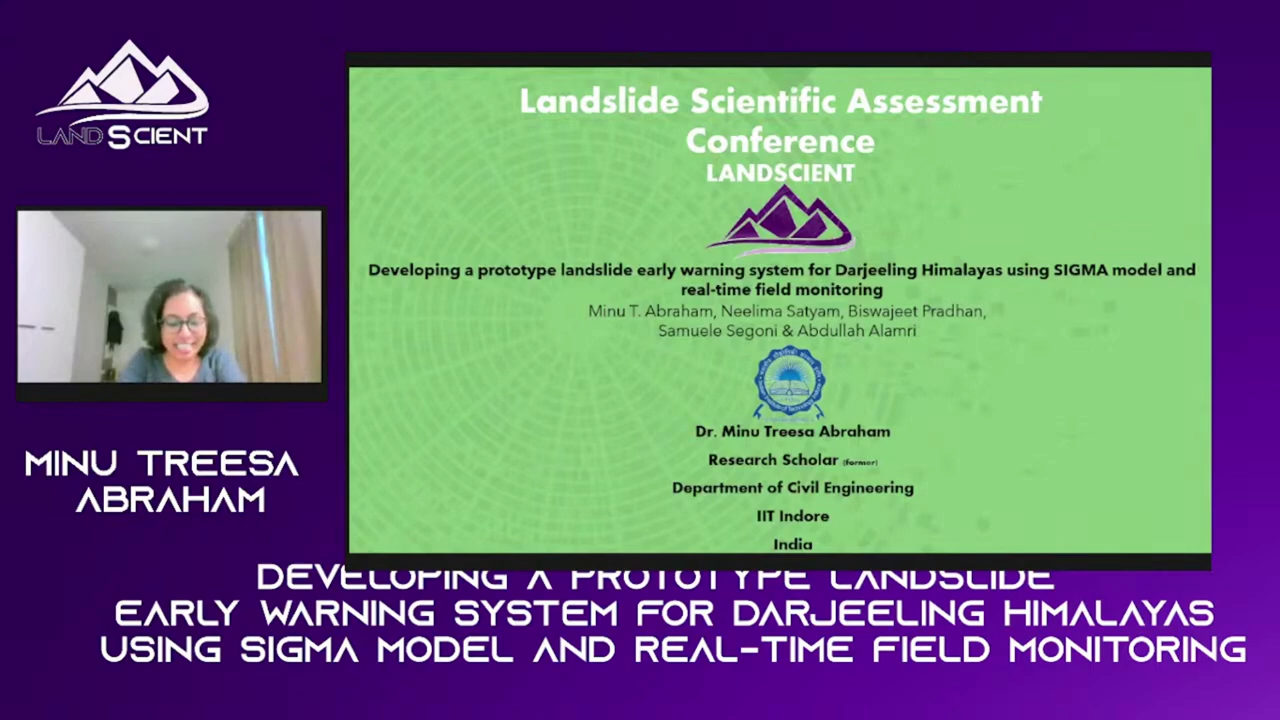 LANDSCIENT
Landslide Scientific Assessment
Conference
LANDSCIENT
Developing a prototype landslide early warning system for Darjeeling Himalayas using SIGMA model and
real-time field monitoring
Minu T. Abraham, Neelima Satyam, Biswajeet Pradhan,
Samuele Segoni & Abdullah Alamri
Dr. Minu Treesa Abraham
Research Scholar (former)
Department of Civil Engineering
IIT Indore
India
MINU TREESA
ABRAHAM
DEVELOPING A PROTOTYPE LANDSLIDE
EARLY WARNING SYSTEM FOR DARJEELING HIMALAYAS
USING SIGMA MODEL AND REAL-TIME FIELD MONITORING